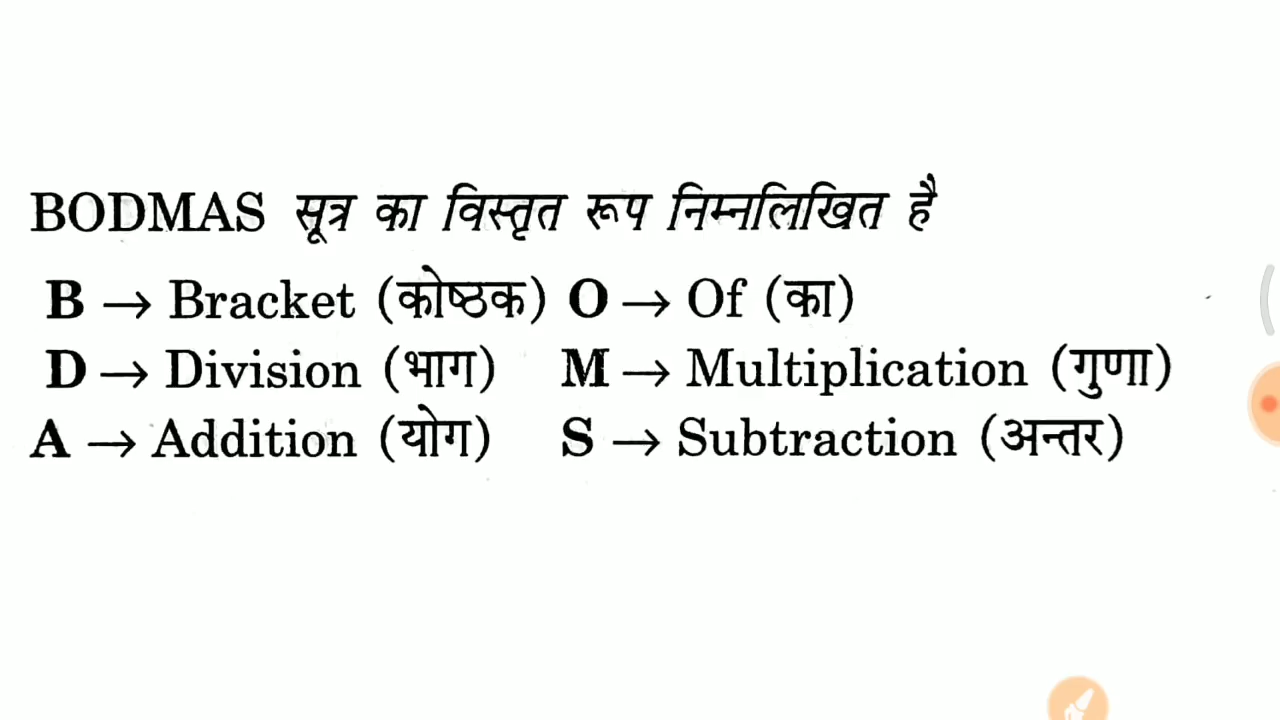 BODMAS सूत्र का विस्तृत रूप निम्नलिखित है
B → Bracket (कोष्ठक) O → Of (का)
D → Division (भाग) M → Multiplication (गुणा)
A → Addition (योग) S → Subtraction (अन्तर)